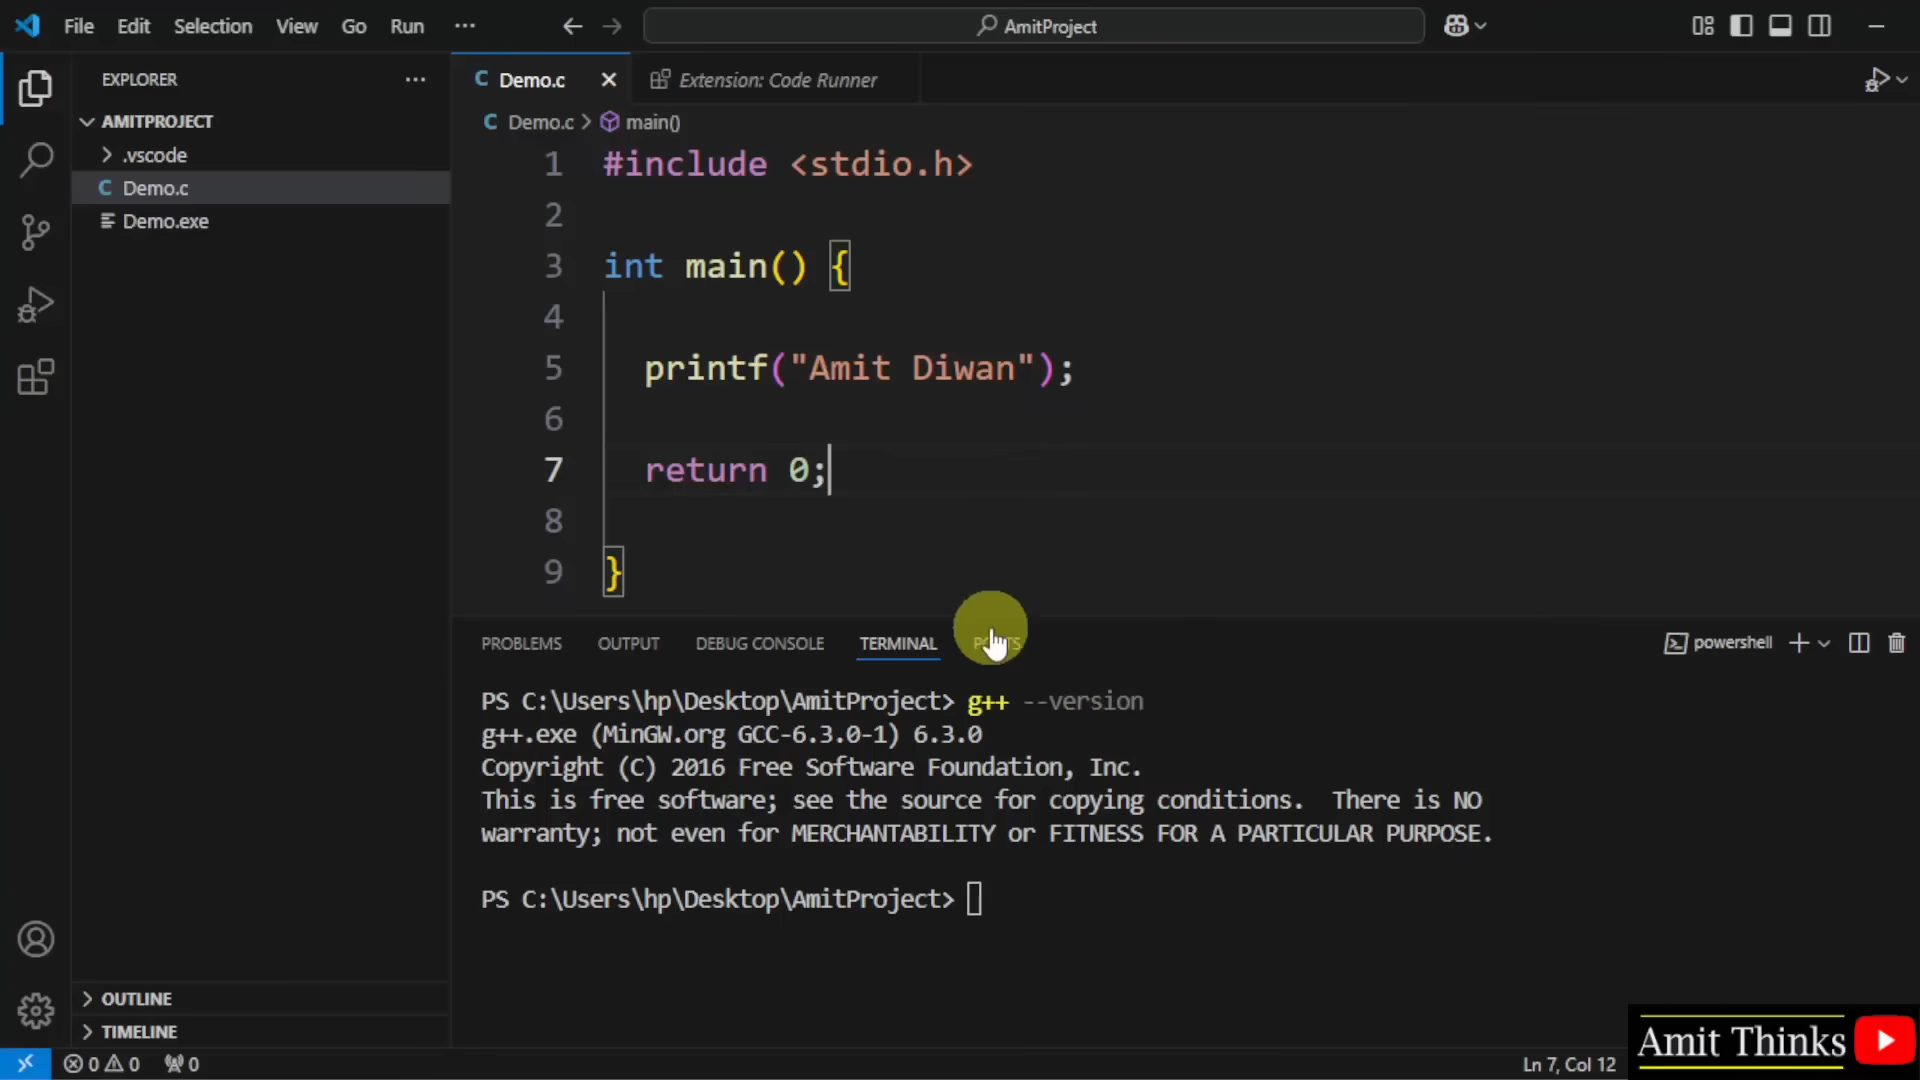 File Edit Selection View Go Run ··· AmitProject
EXPLORER ···
AMITPROJECT
.vscode
C Demo.c
Demo.exe
OUTLINE
TIMELINE
C Demo.c Extension: Code Runner
C Demo.c > main()
1 #include <stdio.h>
2
3 int main() {
4
5 printf("Amit Diwan");
6
7 return 0;
8
9 }
PROBLEMS OUTPUT DEBUG CONSOLE TERMINAL PORTS powershell
PS C:\Users\hp\Desktop\AmitProject> g++ --version
g++.exe (MinGW.org GCC-6.3.0-1) 6.3.0
Copyright (C) 2016 Free Software Foundation, Inc.
This is free software; see the source for copying conditions.  There is NO
warranty; not even for MERCHANTABILITY or FITNESS FOR A PARTICULAR PURPOSE.
PS C:\Users\hp\Desktop\AmitProject>
Amit Thinks
0 0 0 Ln 7, Col 12